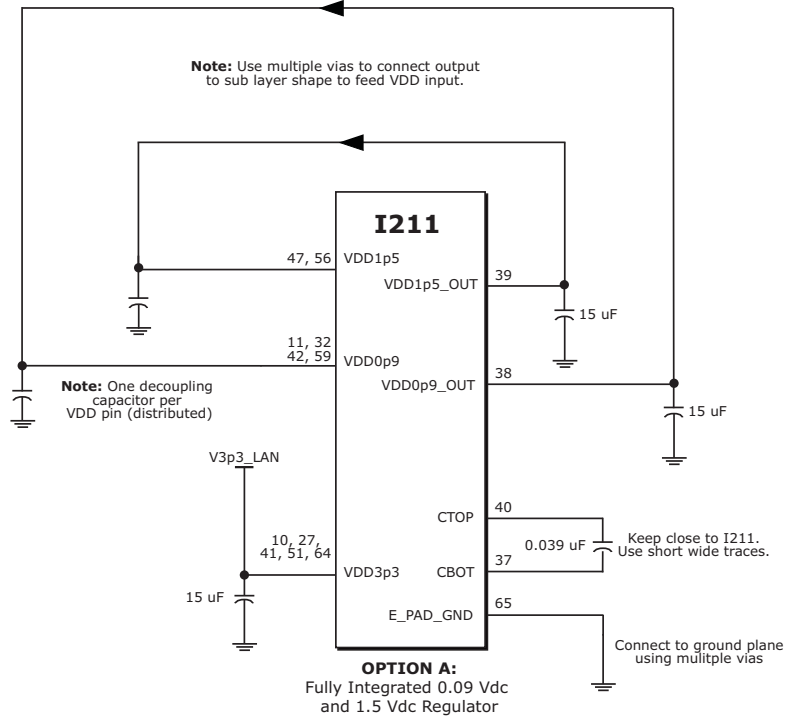 Note: Use multiple vias to connect output
to sub layer shape to feed VDD input.
I211
47, 56
VDD1p5
VDD1p5_OUT
39
15 uF
11, 32
42, 59
VDD0p9
VDD0p9_OUT
38
15 uF
Note: One decoupling
capacitor per
VDD pin (distributed)
V3p3_LAN
10, 27,
41, 51, 64
VDD3p3
15 uF
CTOP
40
0.039 uF
Keep close to I211.
Use short wide traces.
CBOT
37
E_PAD_GND
65
Connect to ground plane
using mulitple vias
OPTION A:
Fully Integrated 0.09 Vdc
and 1.5 Vdc Regulator